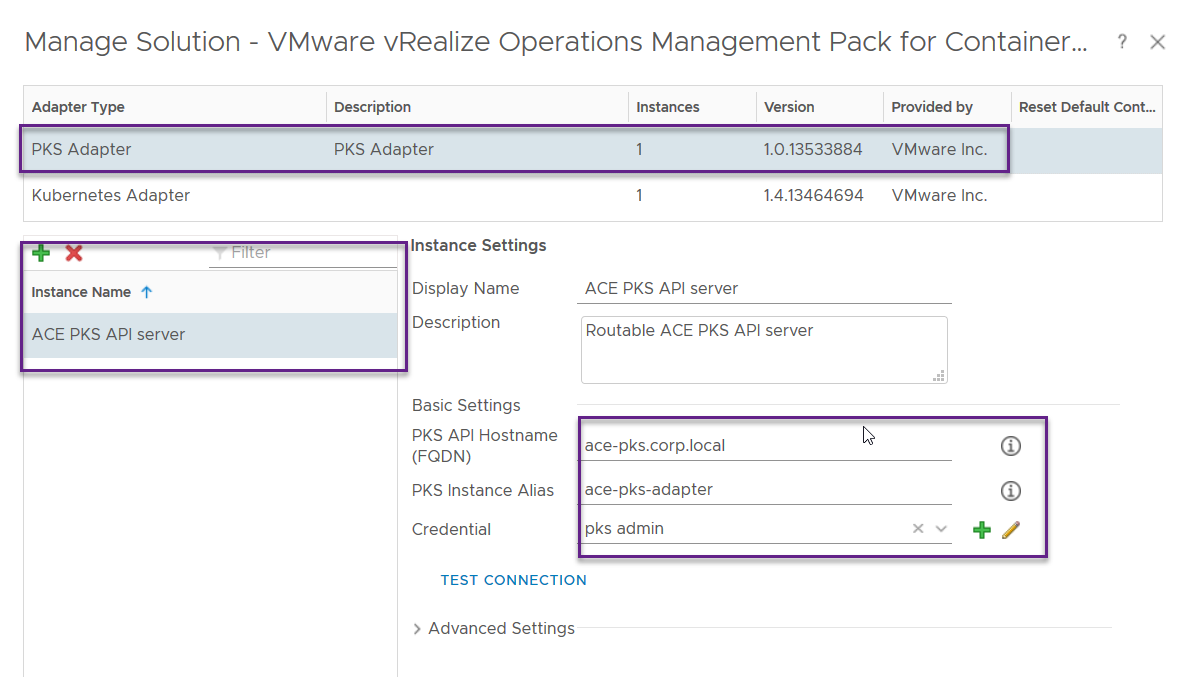 Manage Solution - VMware vRealize Operations Management Pack for Container... ?
Adapter Type Description Instances Version Provided by Reset Default Cont...
PKS Adapter PKS Adapter 1 1.0.13533884 VMware Inc.
Kubernetes Adapter 1 1.4.13464694 VMware Inc.
Filter
Instance Name
ACE PKS API server
Instance Settings
Display Name ACE PKS API server
Description Routable ACE PKS API server
Basic Settings
PKS API Hostname
(FQDN) ace-pks.corp.local
PKS Instance Alias ace-pks-adapter
Credential pks admin
TEST CONNECTION
Advanced Settings